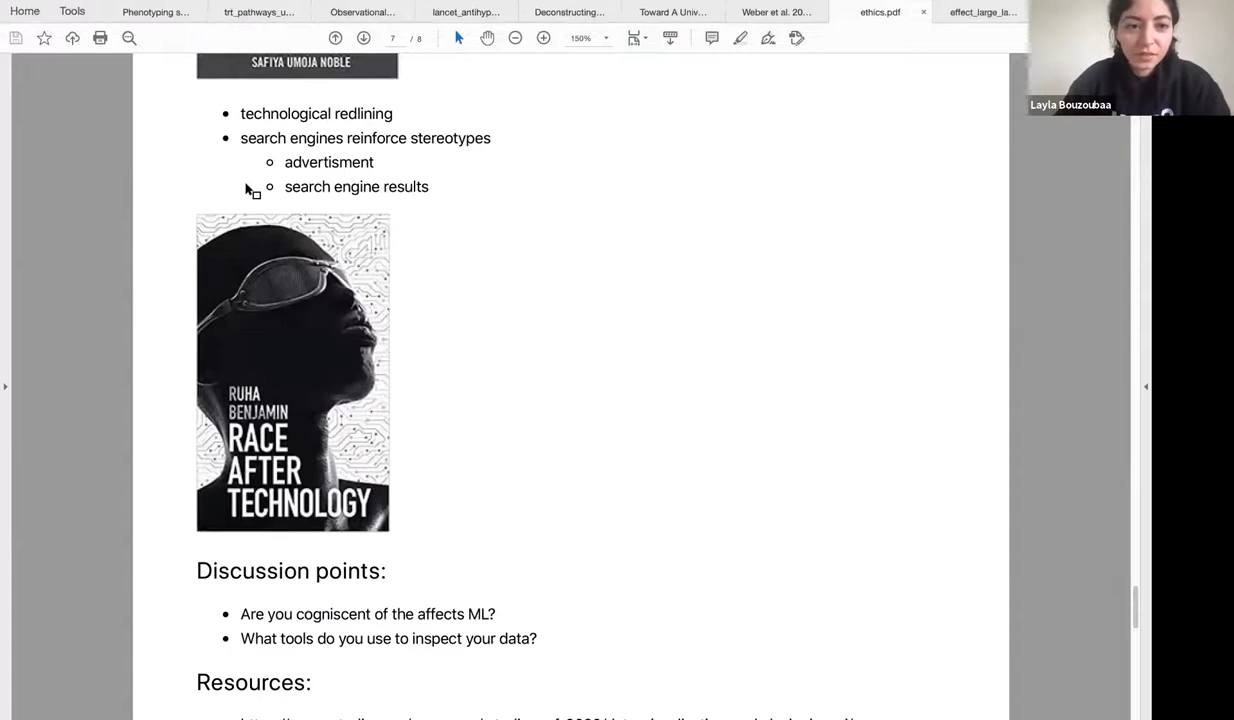 Home
Tools
Phenotyping s...
trt_pathways_u...
Observational...
lancet_antihyp...
Deconstructing...
Toward A Univ...
Weber et al. 20...
ethics.pdf
×
effect_large_la...
7 / 8
150%
Layla Bouzoubaa
SAFIYA UMOJA NOBLE
• technological redlining
• search engines reinforce stereotypes
○ advertisment
○ search engine results
RUHA
BENJAMIN
RACE
AFTER
TECHNOLOGY
Discussion points:
• Are you cogniscent of the affects ML?
• What tools do you use to inspect your data?
Resources: